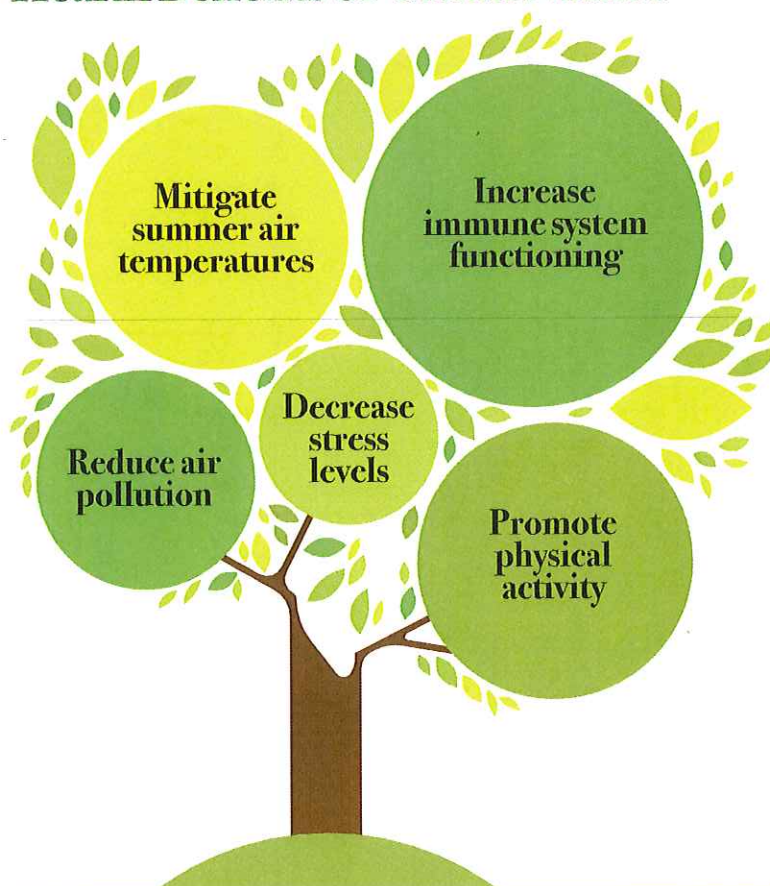 Mitigate
summer air
temperatures
Increase
immune system
functioning
Decrease
stress
levels
Reduce air
pollution
Promote
physical
activity